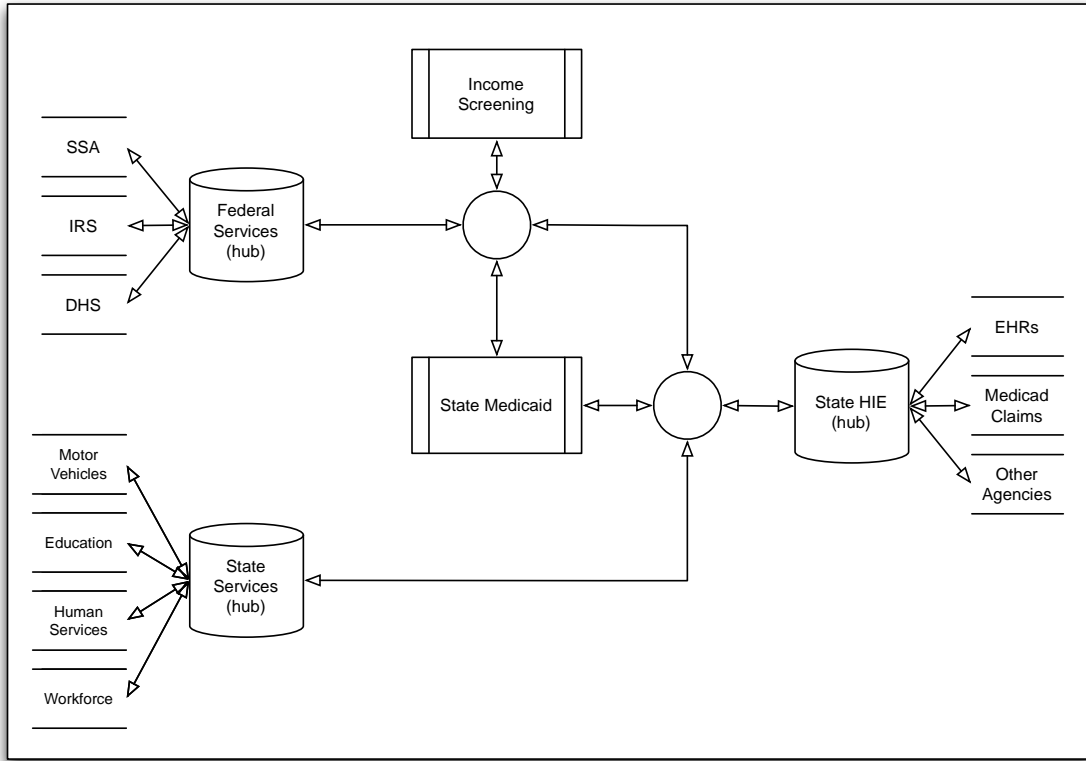 Income
Screening
SSA
IRS
DHS
Federal
Services
(hub)
State Medicaid
State HIE
(hub)
EHRs
Medicad
Claims
Other
Agencies
Motor
Vehicles
Education
Human
Services
Workforce
State
Services
(hub)